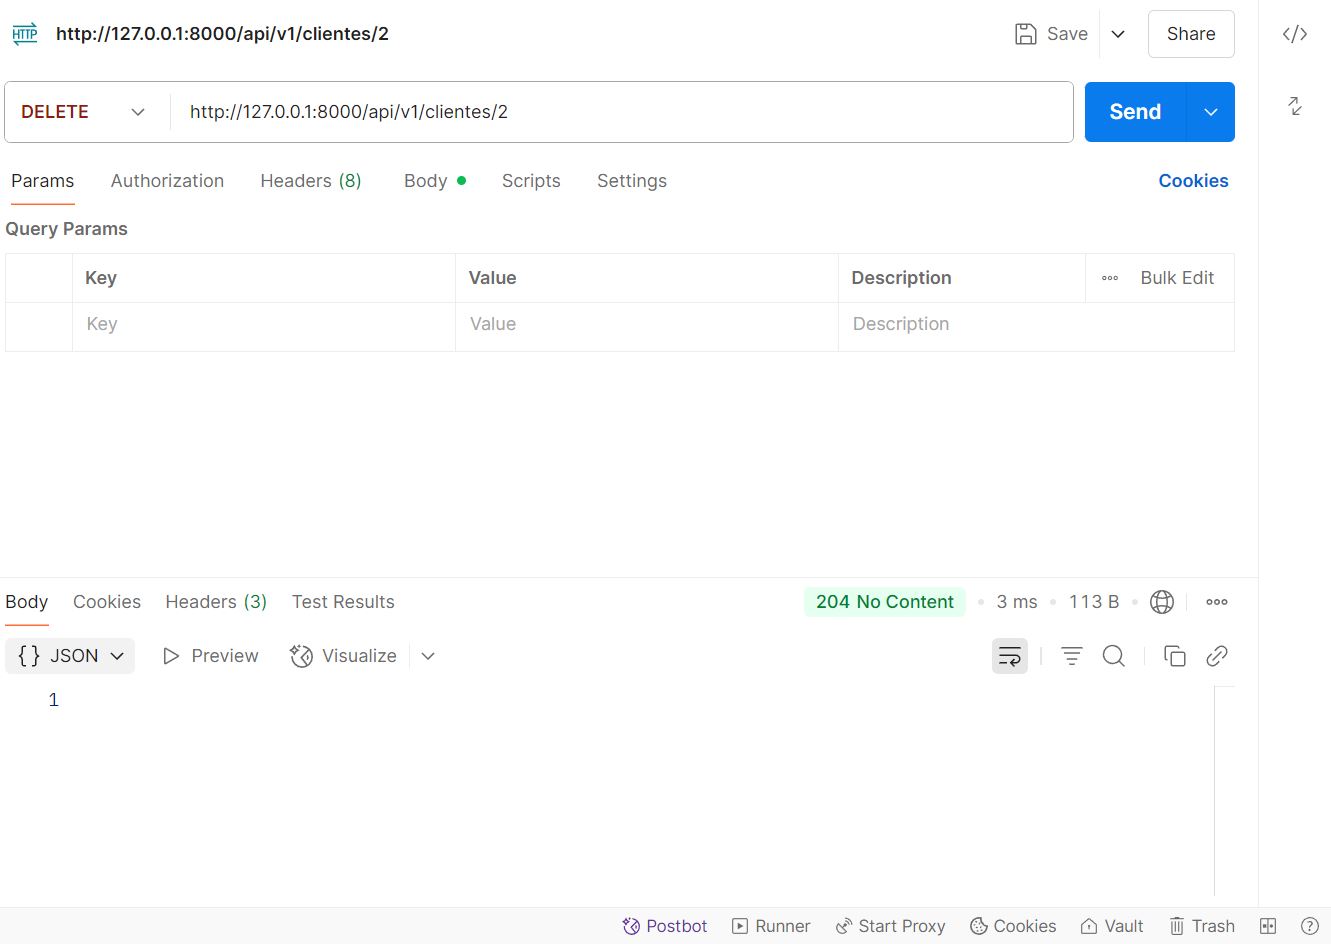 HTTP http://127.0.0.1:8000/api/v1/clientes/2 Save Share
DELETE http://127.0.0.1:8000/api/v1/clientes/2 Send
Params Authorization Headers (8) Body Scripts Settings Cookies
Query Params
Key Value Description Bulk Edit
Key Value Description
Body Cookies Headers (3) Test Results 204 No Content 3 ms 113 B
{} JSON Preview Visualize
1
Postbot Runner Start Proxy Cookies Vault Trash